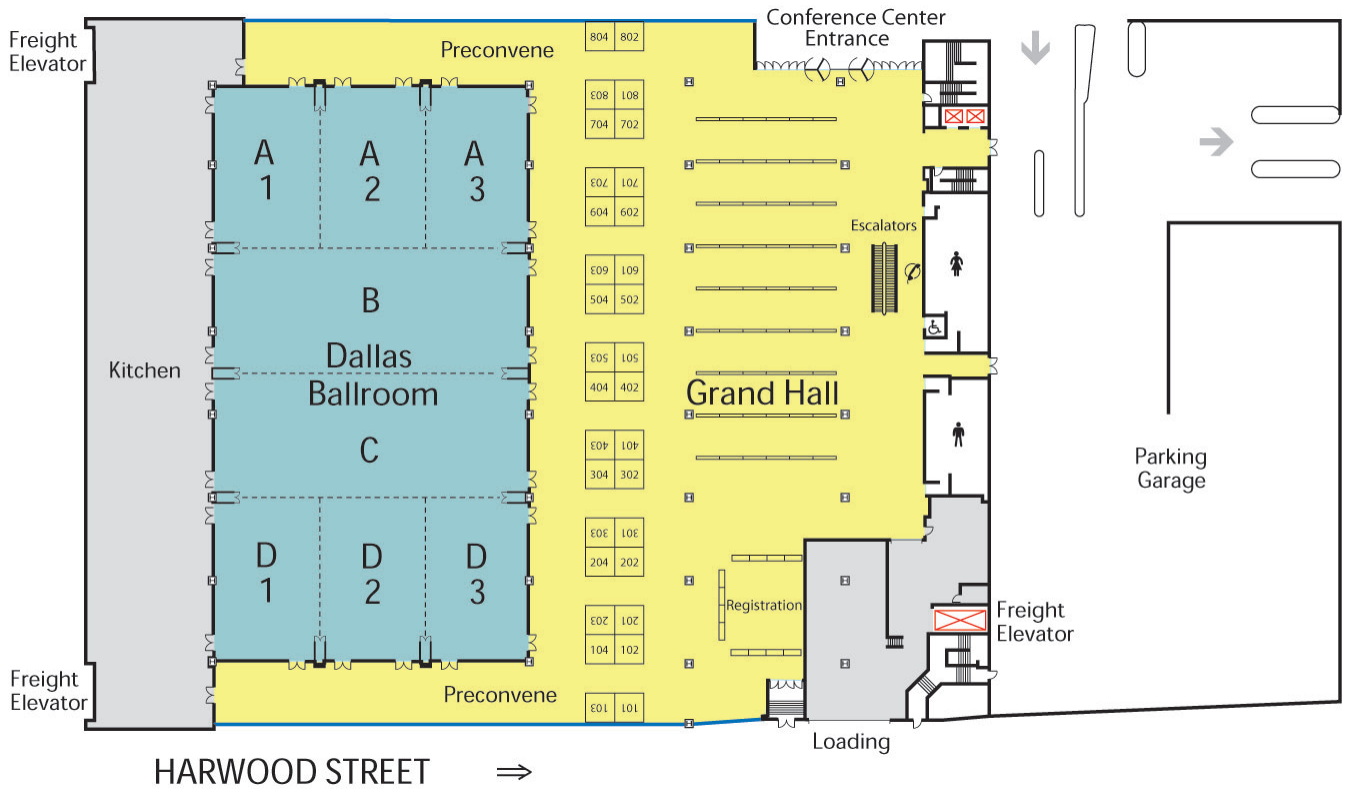 Conference Center
Entrance
Freight
Elevator
Preconvene
804 802
803 801
704 702
703 701
609 209
603 601
504 502
503 501
404 402
403 401
304 302
303 301
204 202
203 201
104 102
103 101
A
1
A
2
A
3
B
Dallas
Ballroom
C
D
1
D
2
D
3
Kitchen
Escalators
Grand Hall
Registration
Parking
Garage
Freight
Elevator
Freight
Elevator
Preconvene
Loading
HARWOOD STREET